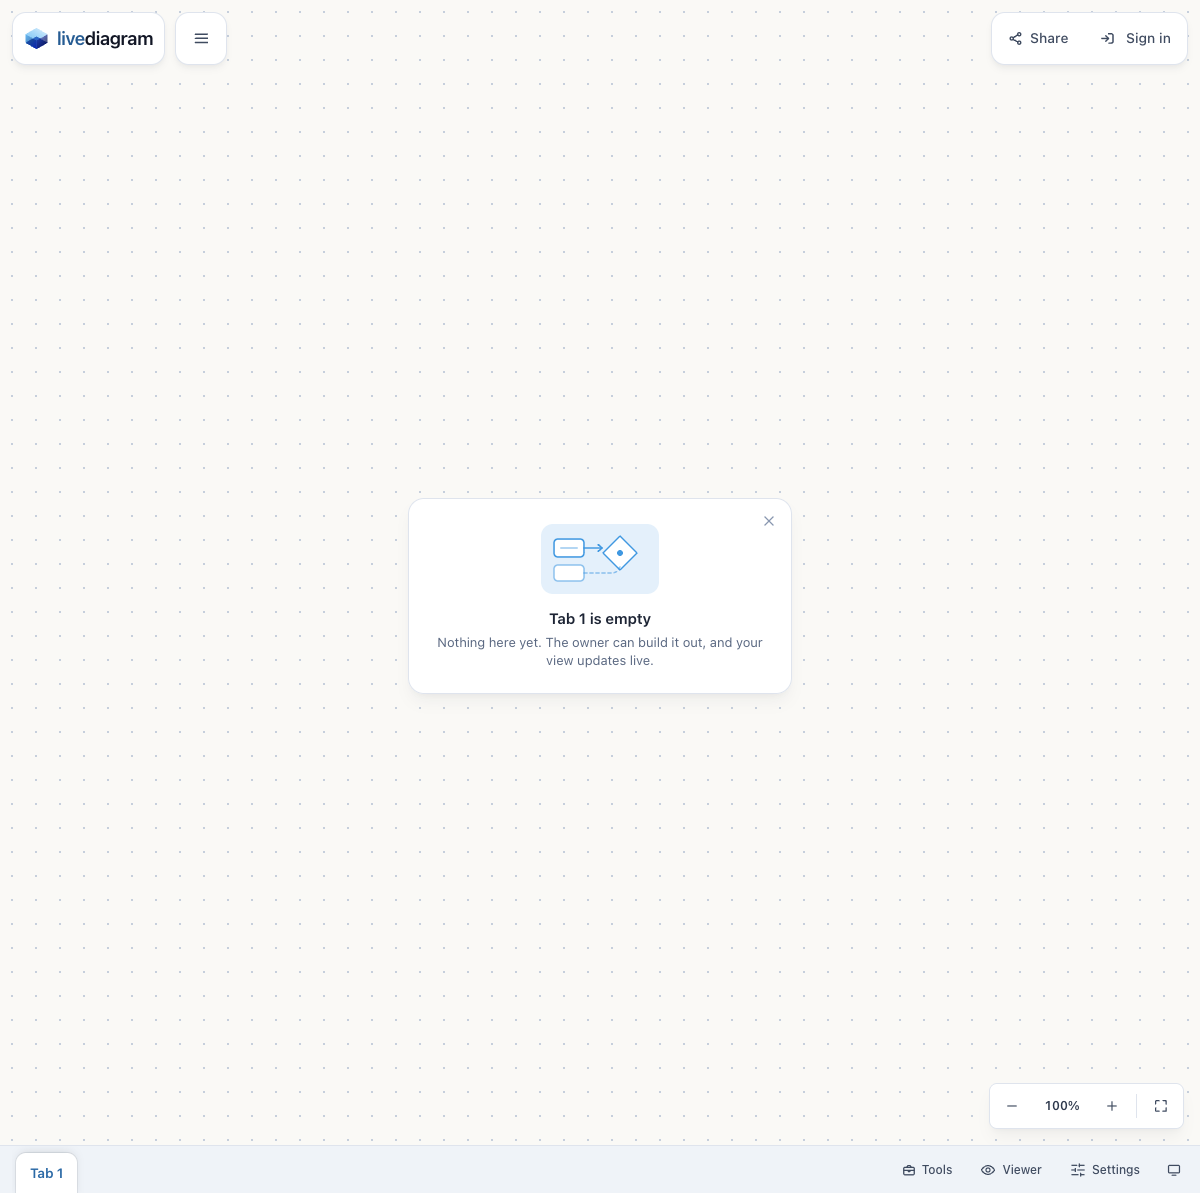 livediagram
Share
Sign in
Tab 1 is empty
Nothing here yet. The owner can build it out, and your
view updates live.
100%
Tab 1
Tools
Viewer
Settings